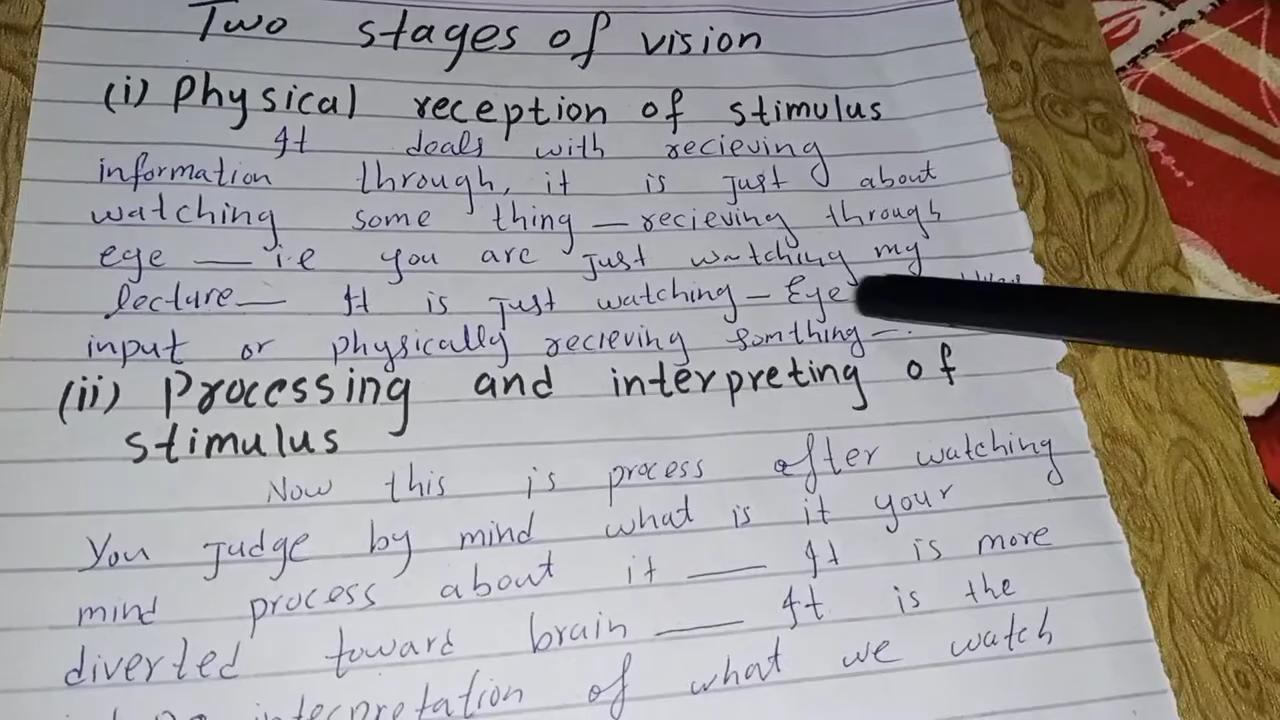 Two stages of vision
(i) Physical reception of stimulus
It deals with recieving
information through, it is just about
watching some thing — recieving through
eye — i.e you are just watching my
lecture — It is just watching – Eye
input or physically recieving somthing –.
(ii) Processing and interpreting of
stimulus
Now this is process after watching
You judge by mind what is it your
mind process about it — It is more
diverted toward brain — It is the
interpretation of what we watch